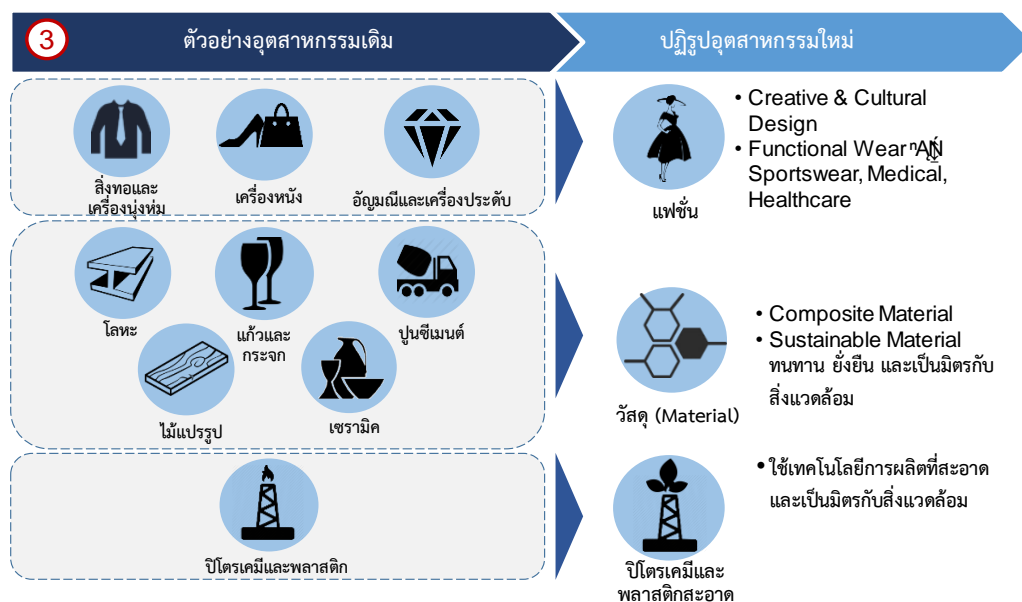 3
ตัวอย่างอุตสาหกรรมเดิม
ปฏิรูปอุตสาหกรรมใหม่
สิ่งทอและ
เครื่องนุ่งห่ม
เครื่องหนัง
อัญมณีและเครื่องประดับ
แฟชั่น
• Creative & Cultural
Design
• Functional Wear
Sportswear, Medical,
Healthcare
โลหะ
แก้วและ
กระจก
ปูนซีเมนต์
ไม้แปรรูป
เซรามิค
วัสดุ (Material)
• Composite Material
• Sustainable Material
ทนทาน ยั่งยืน และเป็นมิตรกับ
สิ่งแวดล้อม
ปิโตรเคมีและพลาสติก
ปิโตรเคมีและ
พลาสติกสะอาด
• ใช้เทคโนโลยีการผลิตที่สะอาด
และเป็นมิตรกับสิ่งแวดล้อม